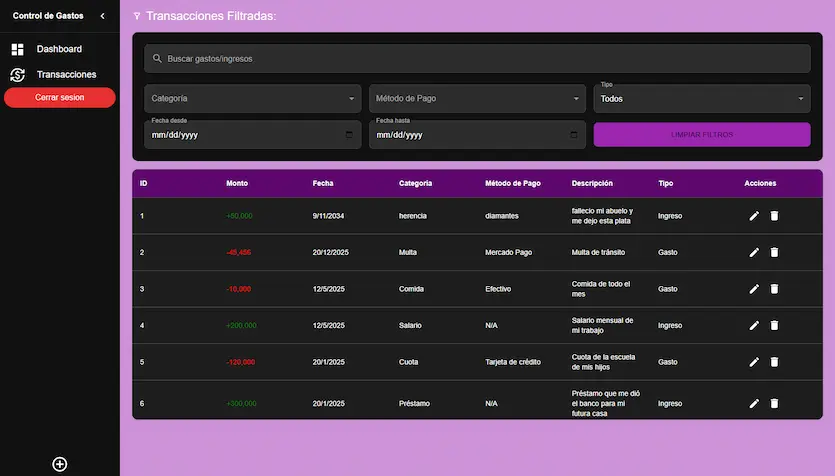 Control de Gastos
Dashboard
Transacciones
Cerrar sesion
Transacciones Filtradas:
Buscar gastos/ingresos
Categoría
Método de Pago
Tipo
Todos
Fecha desde
mm/dd/yyyy
Fecha hasta
mm/dd/yyyy
LIMPIAR FILTROS
ID Monto Fecha Categoría Método de Pago Descripción Tipo Acciones
1 +50,000 9/11/2034 herencia diamantes fallecio mi abuelo y
me dejo esta plata
Ingreso
2 -45,456 20/12/2025 Multa Mercado Pago Multa de tránsito Gasto
3 -10,000 12/5/2025 Comida Efectivo Comida de todo el
mes
Gasto
4 +200,000 12/5/2025 Salario N/A Salario mensual de
mi trabajo
Ingreso
5 -120,000 20/1/2025 Cuota Tarjeta de crédito Cuota de la escuela
de mis hijos
Gasto
6 +300,000 20/1/2025 Préstamo N/A Préstamo que me dió
el banco para mi
futura casa
Ingreso